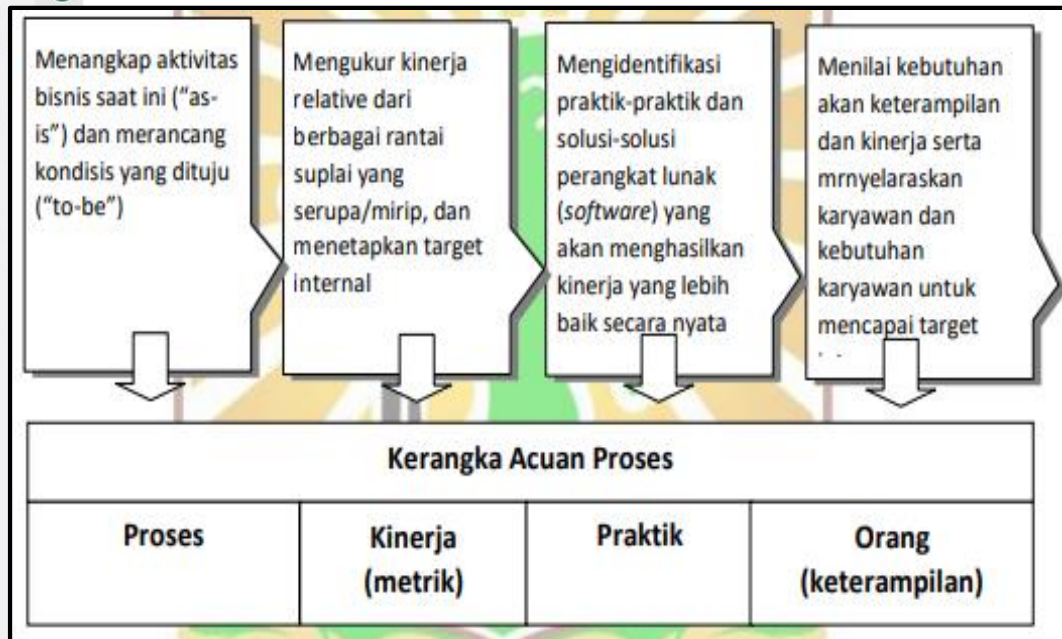 Menangkap aktivitas
bisnis saat ini (“as-
is”) dan merancang
kondisis yang dituju
(“to-be”)
Mengukur kinerja
relative dari
berbagai rantai
suplai yang
serupa/mirip, dan
menetapkan target
internal
Mengidentifikasi
praktik-praktik dan
solusi-solusi
perangkat lunak
(software) yang
akan menghasilkan
kinerja yang lebih
baik secara nyata
Menilai kebutuhan
akan keterampilan
dan kinerja serta
mrnyelaraskan
karyawan dan
kebutuhan
karyawan untuk
mencapai target
Kerangka Acuan Proses
Proses
Kinerja
(metrik)
Praktik
Orang
(keterampilan)